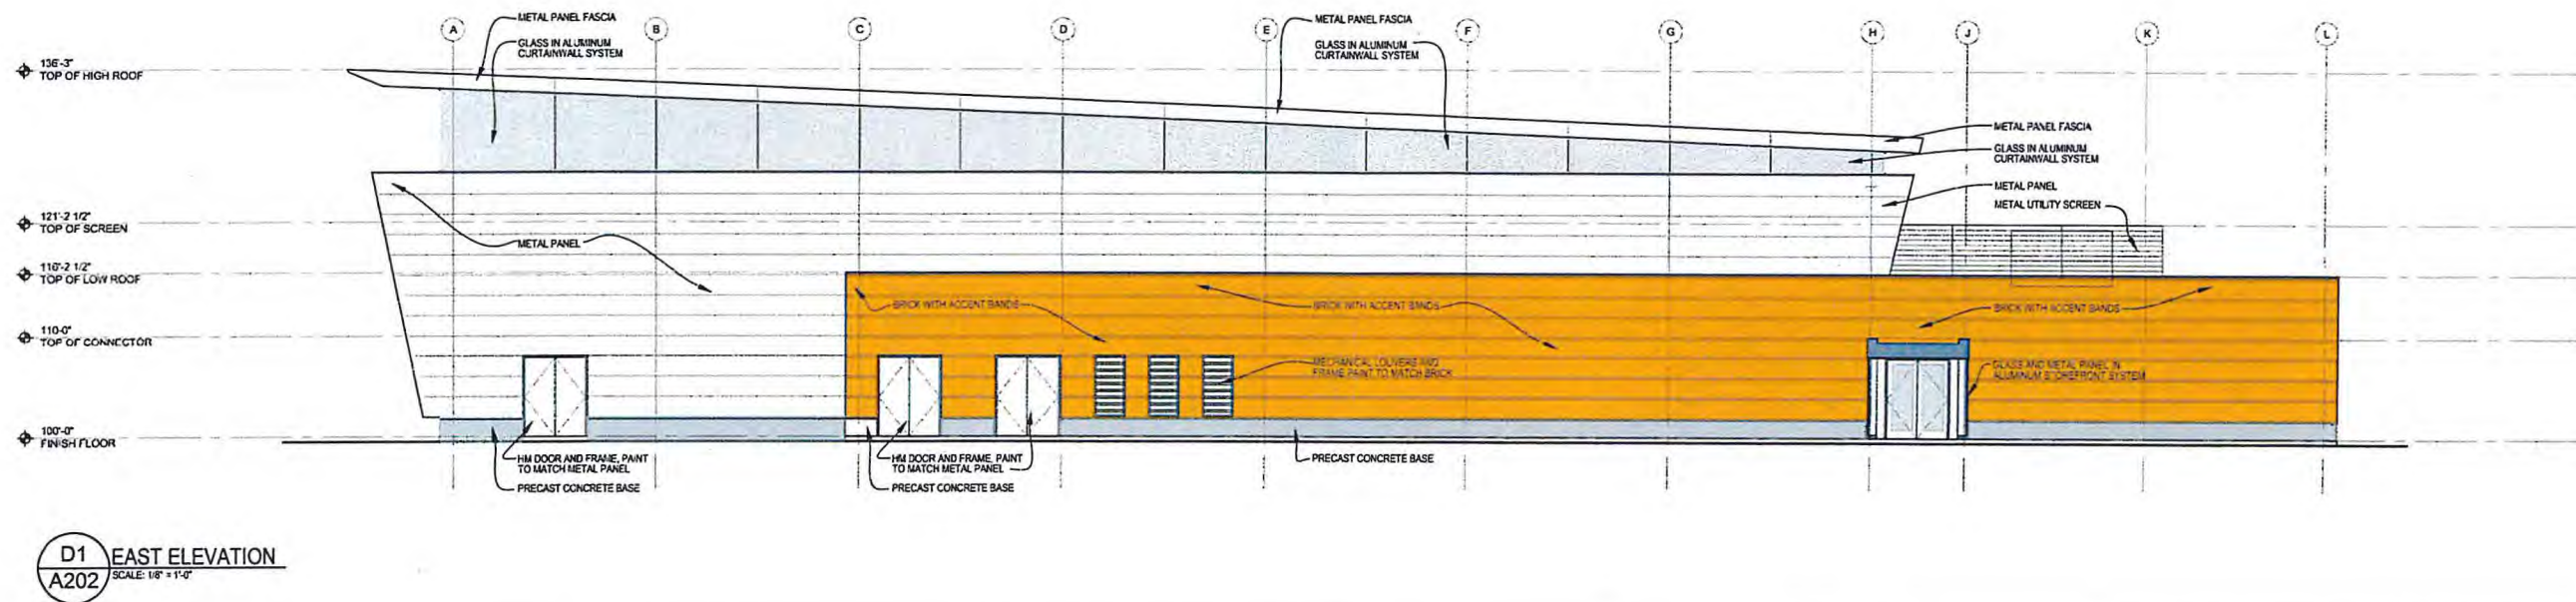 A
B
C
D
E
F
G
H
J
K
L
METAL PANEL FASCIA
GLASS IN ALUMINUM
CURTAINWALL SYSTEM
METAL PANEL FASCIA
GLASS IN ALUMINUM
CURTAINWALL SYSTEM
136'-3"
TOP OF HIGH ROOF
METAL PANEL FASCIA
GLASS IN ALUMINUM
CURTAINWALL SYSTEM
METAL PANEL
METAL UTILITY SCREEN
121'-2 1/2"
TOP OF SCREEN
METAL PANEL
116'-2 1/2"
TOP OF LOW ROOF
BRICK WITH ACCENT BANDS
BRICK WITH ACCENT BANDS
BRICK WITH ACCENT BANDS
110-0"
TOP OF CONNECTOR
MECHANICAL LOUVERS AND
FRAME PAINT TO MATCH BRICK
GLASS AND METAL PANEL IN
ALUMINUM STOREFRONT SYSTEM
100'-0"
FINISH FLOOR
HM DOOR AND FRAME, PAINT
TO MATCH METAL PANEL
PRECAST CONCRETE BASE
HM DOOR AND FRAME, PAINT
TO MATCH METAL PANEL
PRECAST CONCRETE BASE
PRECAST CONCRETE BASE
D1
A202
EAST ELEVATION
SCALE: 1/8" = 1'-0"